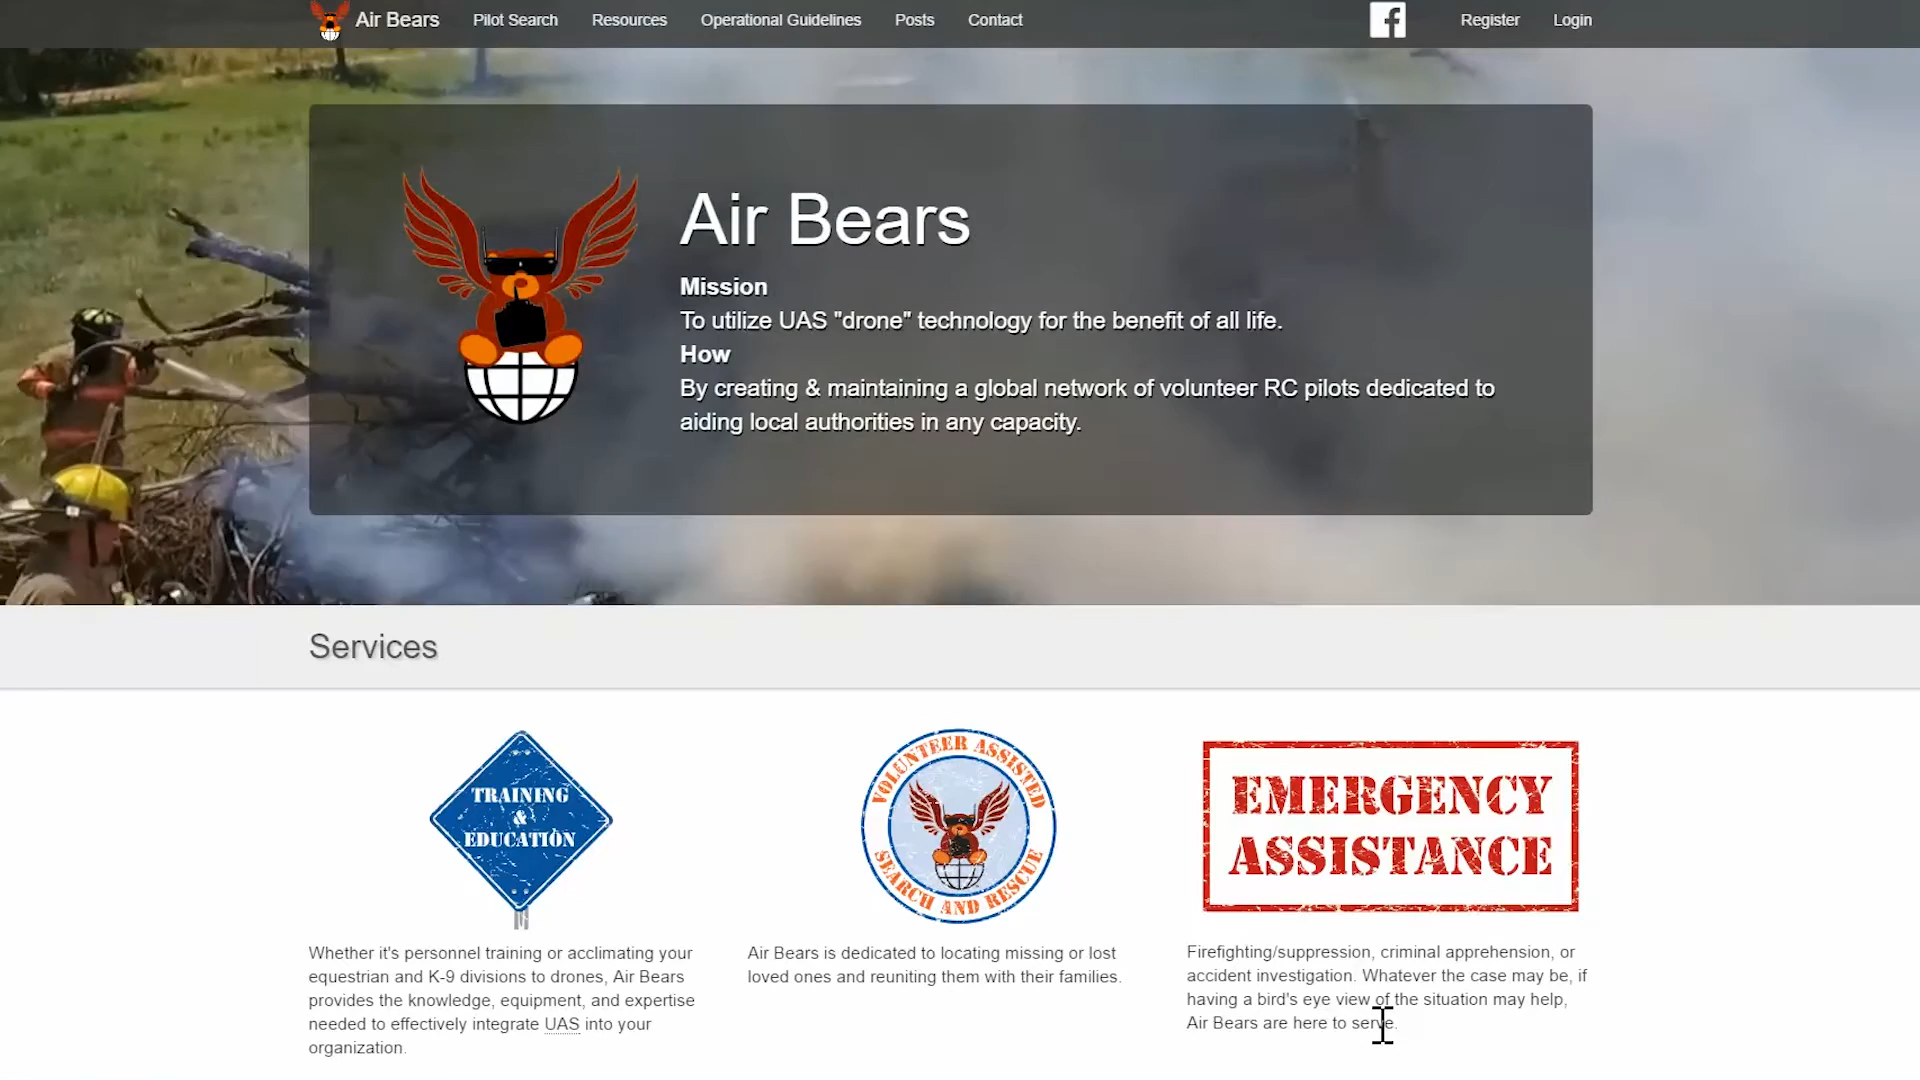 Air Bears Pilot Search Resources Operational Guidelines Posts Contact Register Login
Air Bears
Mission
To utilize UAS "drone" technology for the benefit of all life.
How
By creating & maintaining a global network of volunteer RC pilots dedicated to
aiding local authorities in any capacity.
Services
TRAINING
&
EDUCATION
Whether it's personnel training or acclimating your
equestrian and K-9 divisions to drones, Air Bears
provides the knowledge, equipment, and expertise
needed to effectively integrate UAS into your
organization.
VOLUNTEER ASSISTED
SEARCH AND RESCUE
Air Bears is dedicated to locating missing or lost
loved ones and reuniting them with their families.
EMERGENCY
ASSISTANCE
Firefighting/suppression, criminal apprehension, or
accident investigation. Whatever the case may be, if
having a bird's eye view of the situation may help,
Air Bears are here to serve.